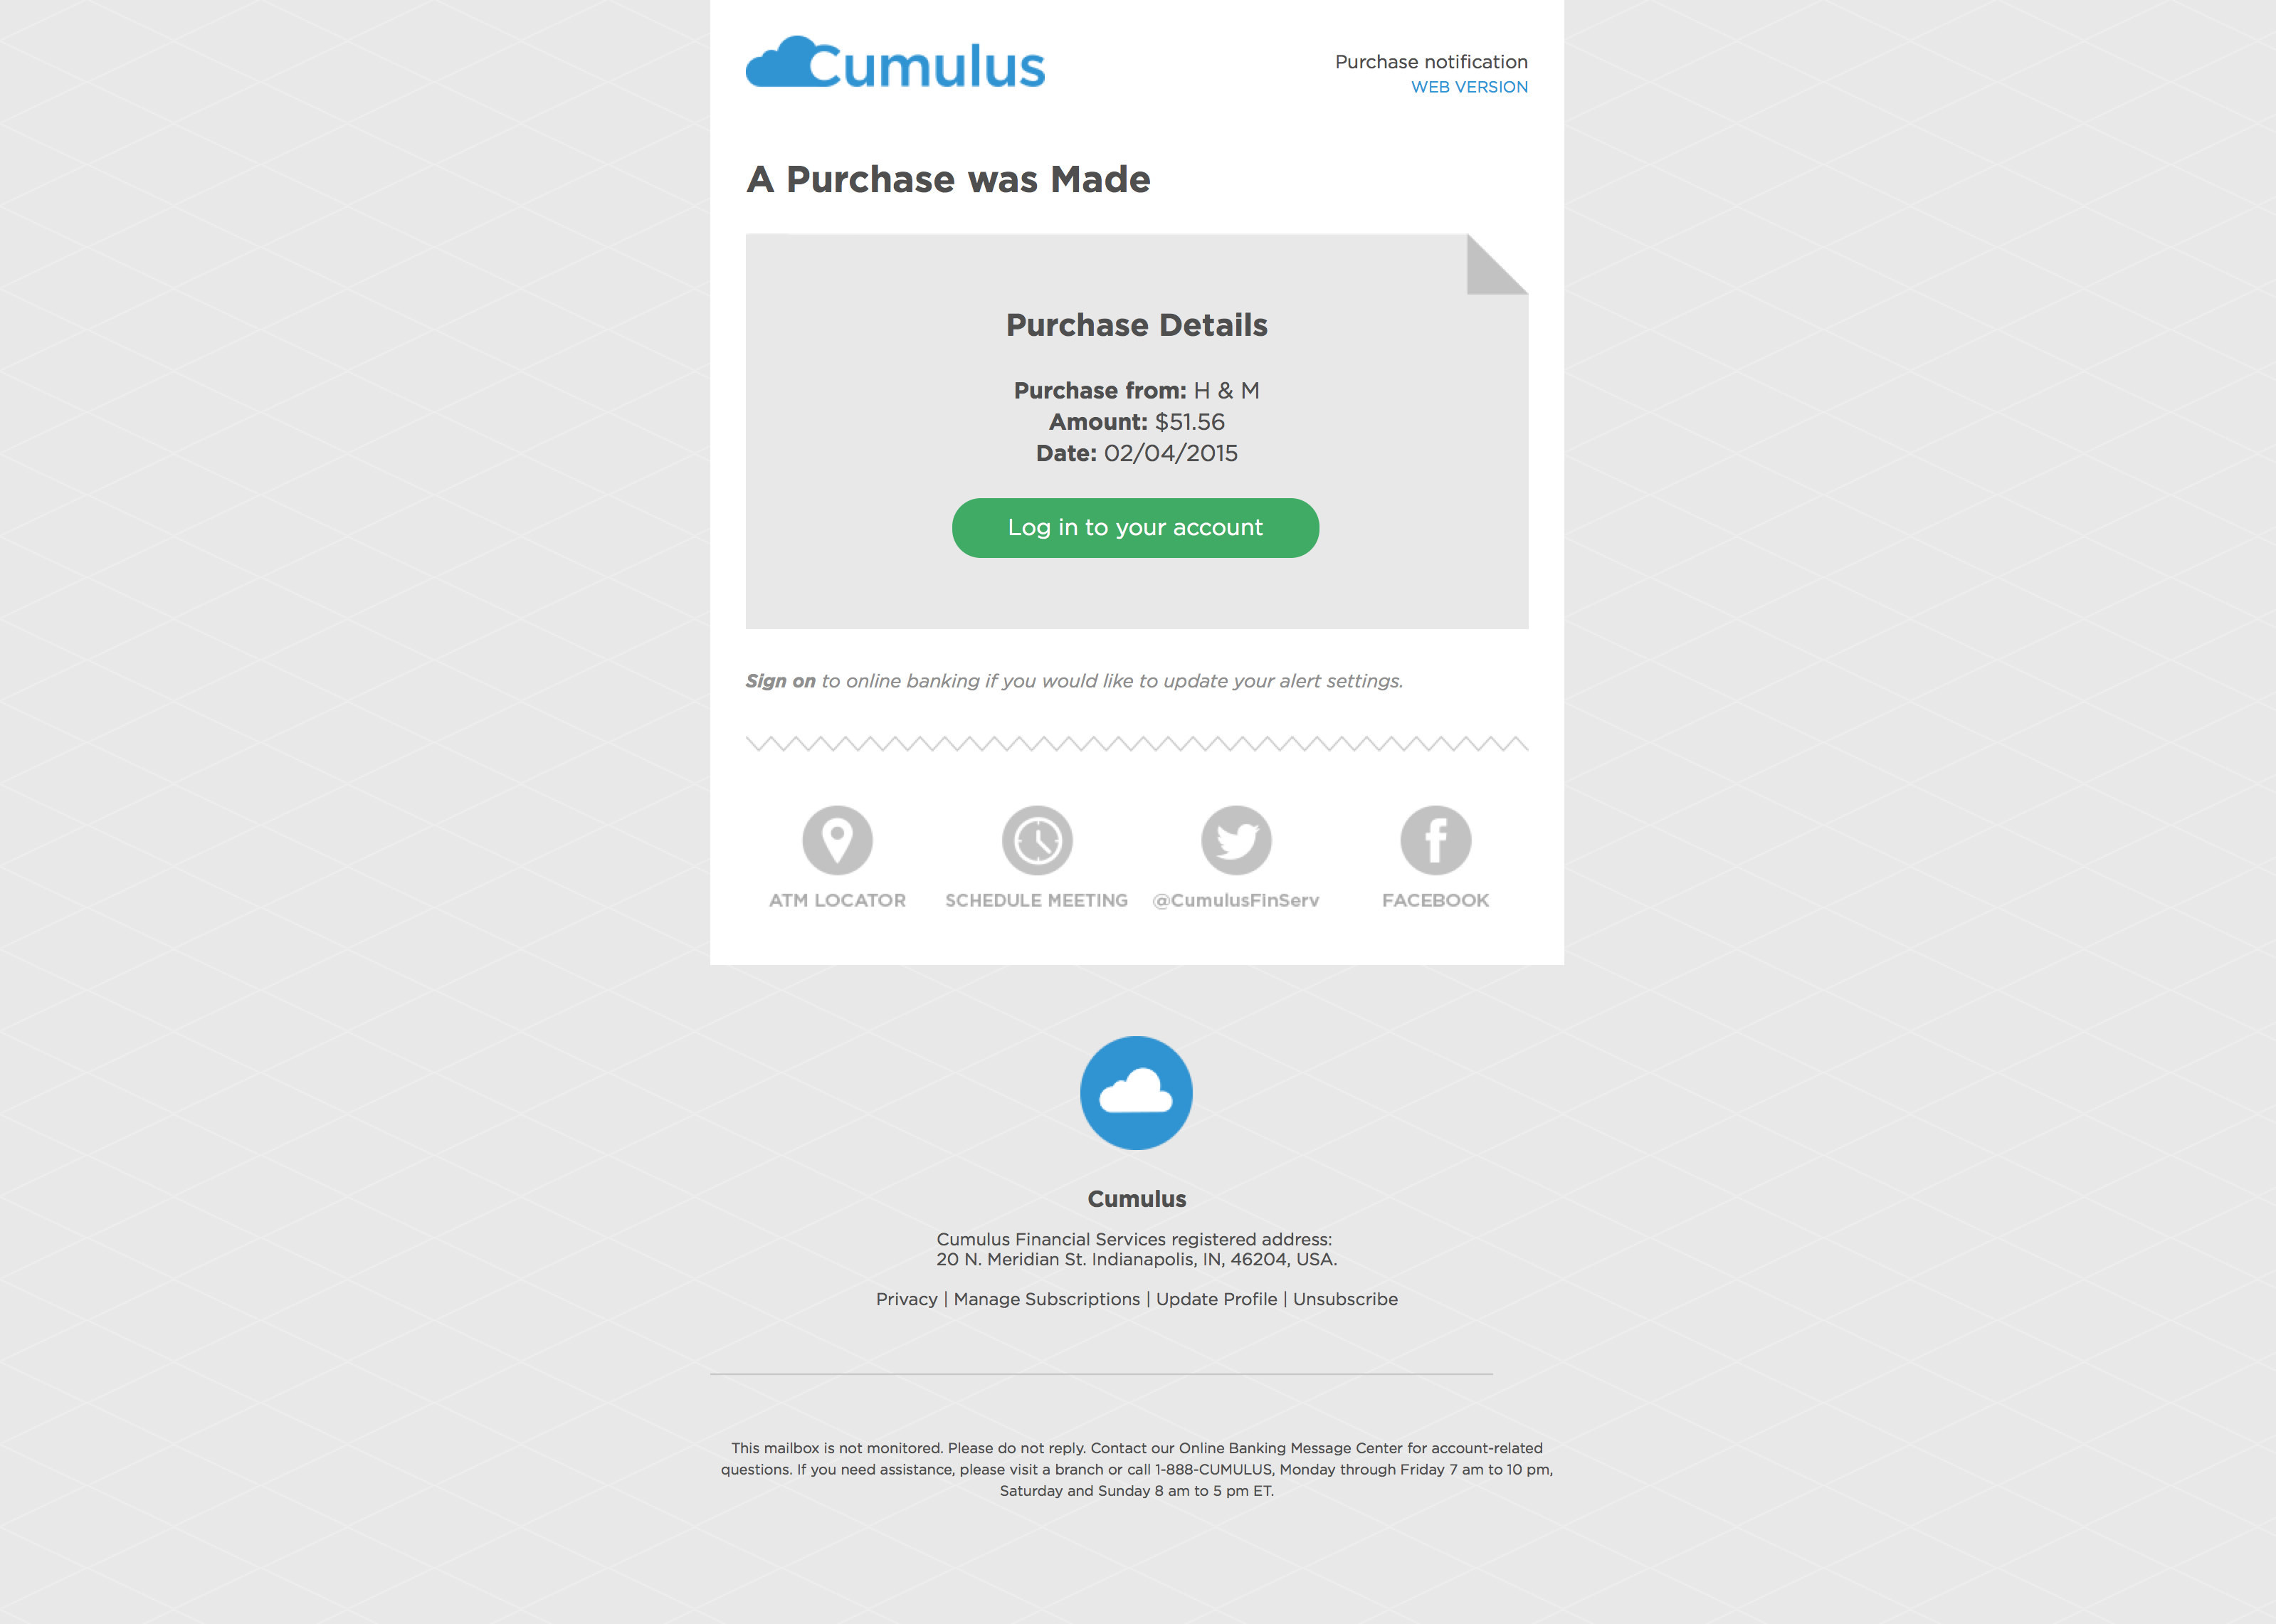 Cumulus
Purchase notification
WEB VERSION
A Purchase was Made
Purchase Details
Purchase from: H & M
Amount: $51.56
Date: 02/04/2015
Log in to your account
Sign on to online banking if you would like to update your alert settings.
ATM LOCATOR
SCHEDULE MEETING
@CumulusFinServ
FACEBOOK
Cumulus
Cumulus Financial Services registered address:
20 N. Meridian St. Indianapolis, IN, 46204, USA.
Privacy | Manage Subscriptions | Update Profile | Unsubscribe
This mailbox is not monitored. Please do not reply. Contact our Online Banking Message Center for account-related
questions. If you need assistance, please visit a branch or call 1-888-CUMULUS, Monday through Friday 7 am to 10 pm,
Saturday and Sunday 8 am to 5 pm ET.